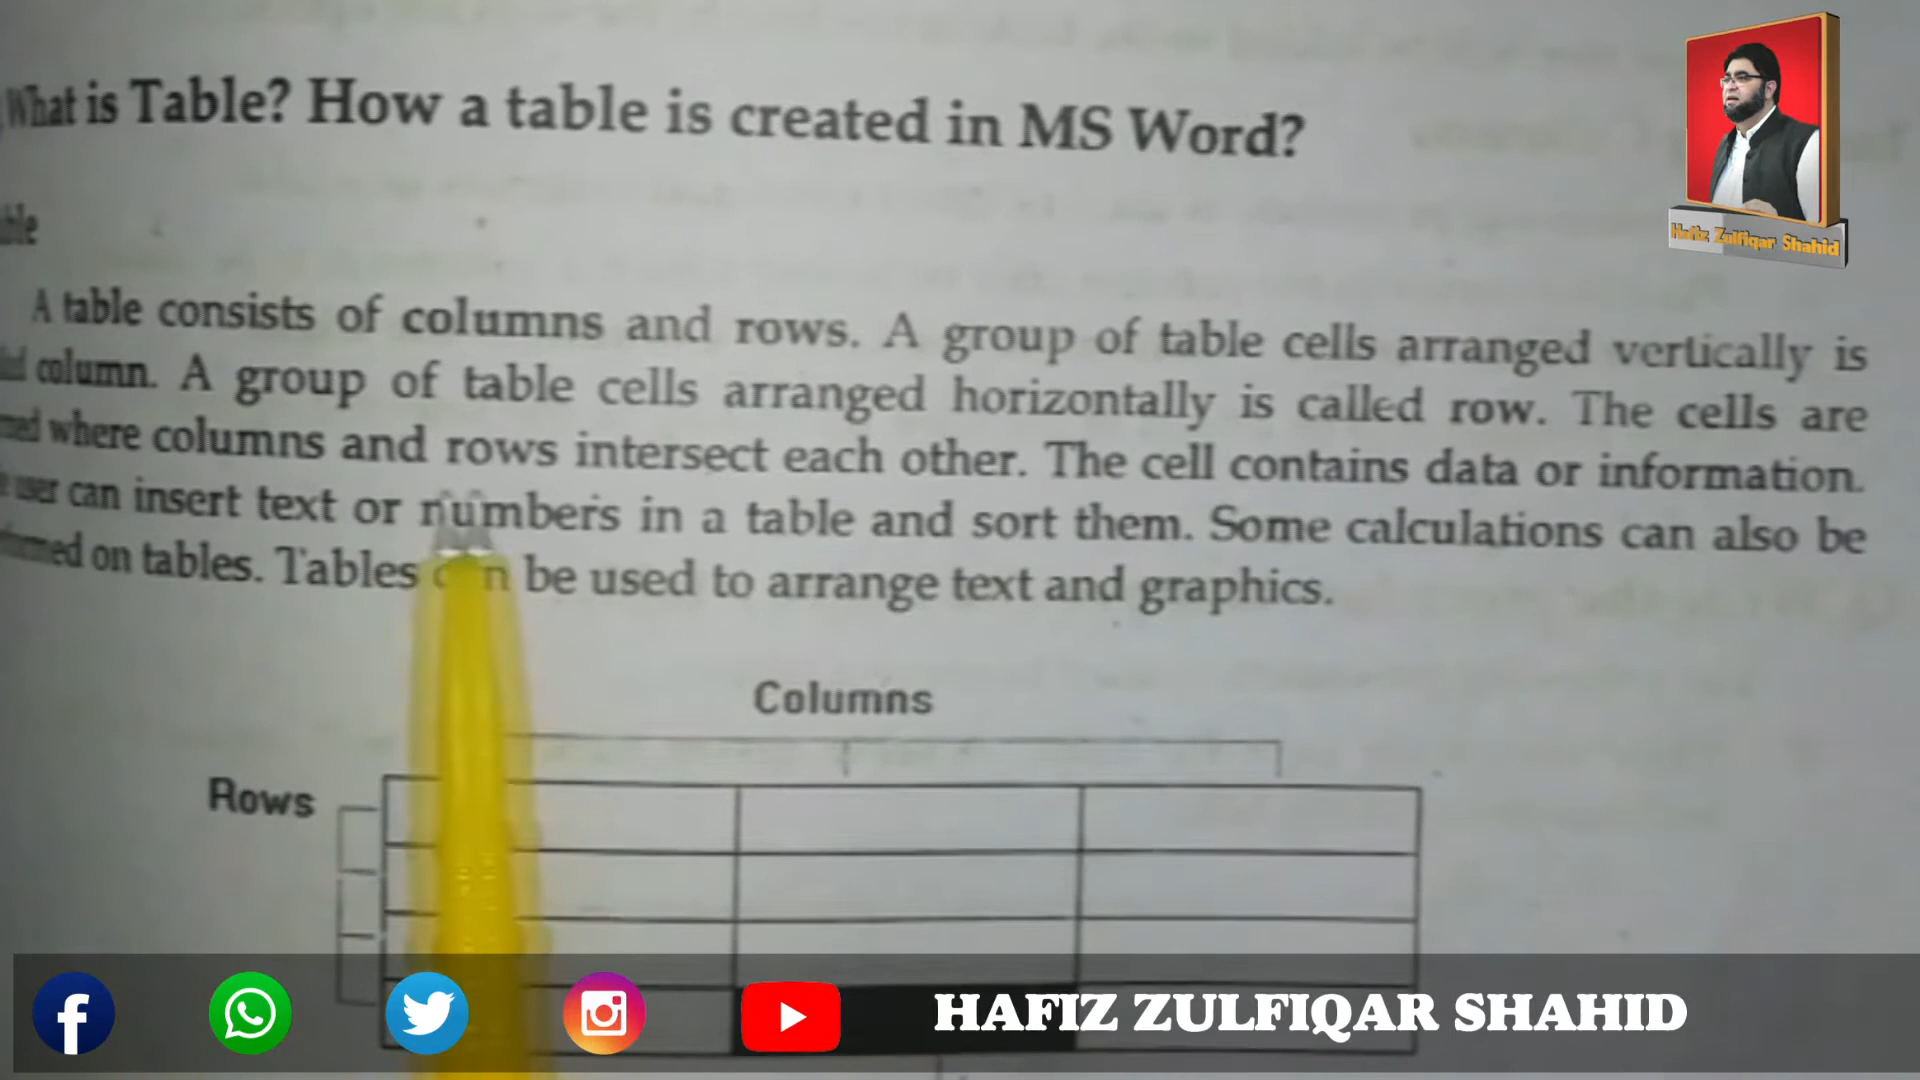 What is Table? How a table is created in MS Word?
Hafiz Zulfiqar Shahid
A table consists of columns and rows. A group of table cells arranged vertically is
column. A group of table cells arranged horizontally is called row. The cells are
where columns and rows intersect each other. The cell contains data or information.
user can insert text or numbers in a table and sort them. Some calculations can also be
on tables. Tables can be used to arrange text and graphics.
Columns
Rows
HAFIZ ZULFIQAR SHAHID